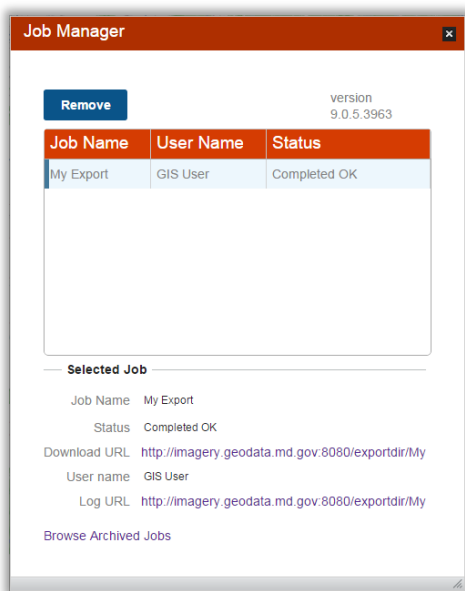 Job Manager
Remove
version
9.0.5.3963
Job Name User Name Status
My Export GIS User Completed OK
Selected Job
Job Name My Export
Status Completed OK
Download URL http://imagery.geodata.md.gov:8080/exportdir/My
User name GIS User
Log URL http://imagery.geodata.md.gov:8080/exportdir/My
Browse Archived Jobs